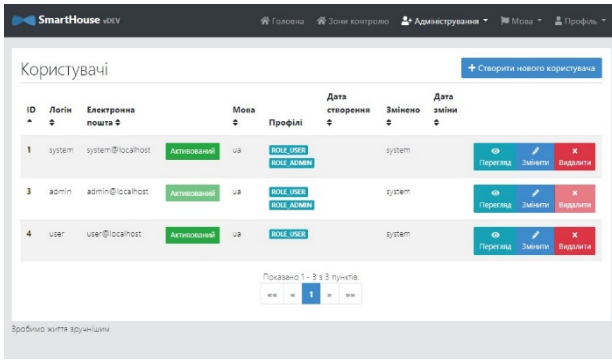 SmartHouse vDEV Головна Зони контролю Адміністрування Мова Профіль
Користувачі + Створити нового користувача
ID Логін Електронна пошта Мова Профілі Дата створення Змінено Дата зміни
1 system system@localhost Активований ua ROLE_USER ROLE_ADMIN system Перегляд Змінити Видалити
3 admin admin@localhost Активований ua ROLE_USER ROLE_ADMIN system Перегляд Змінити Видалити
4 user user@localhost Активований ua ROLE_USER system Перегляд Змінити Видалити
Показано 1 - 3 з 3 пунктів.
«« « 1 » »»
Зробимо життя зручнішим